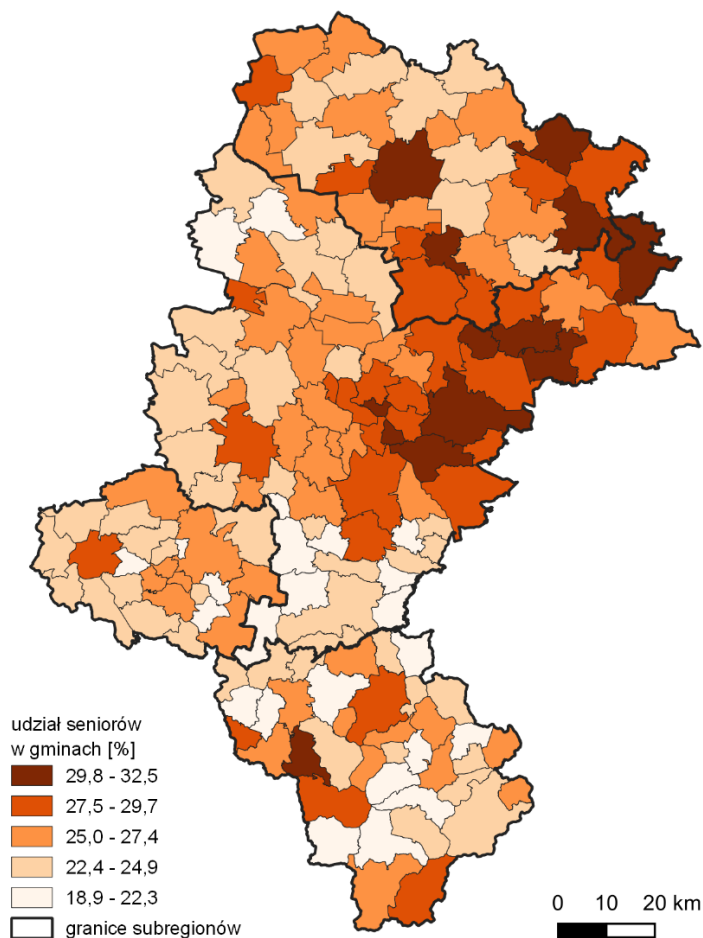 udział seniorów
w gminach [%]
29,8 - 32,5
27,5 - 29,7
25,0 - 27,4
22,4 - 24,9
18,9 - 22,3
granice subregionów
0 10 20 km